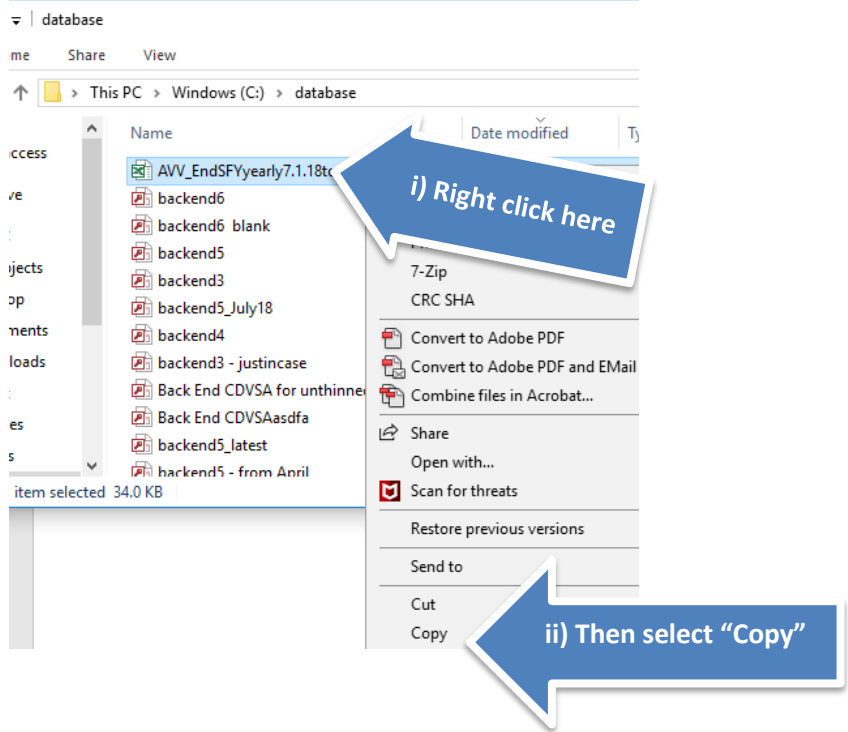 database
me Share View
This PC > Windows (C:) > database
Name Date modified Ty
ccess
ve
jects
op
ments
loads
es
s
AVV_EndSFYyearly7.1.18to
backend6
backend6 blank
backend5
backend3
backend5_July18
backend4
backend3 - justincase
Back End CDVSA for unthinned
Back End CDVSAasdfa
backend5_latest
backend5 - from April
item selected 34.0 KB
i) Right click here
7-Zip
CRC SHA
Convert to Adobe PDF
Convert to Adobe PDF and EMail
Combine files in Acrobat...
Share
Open with...
Scan for threats
Restore previous versions
Send to
Cut
Copy
ii) Then select “Copy”